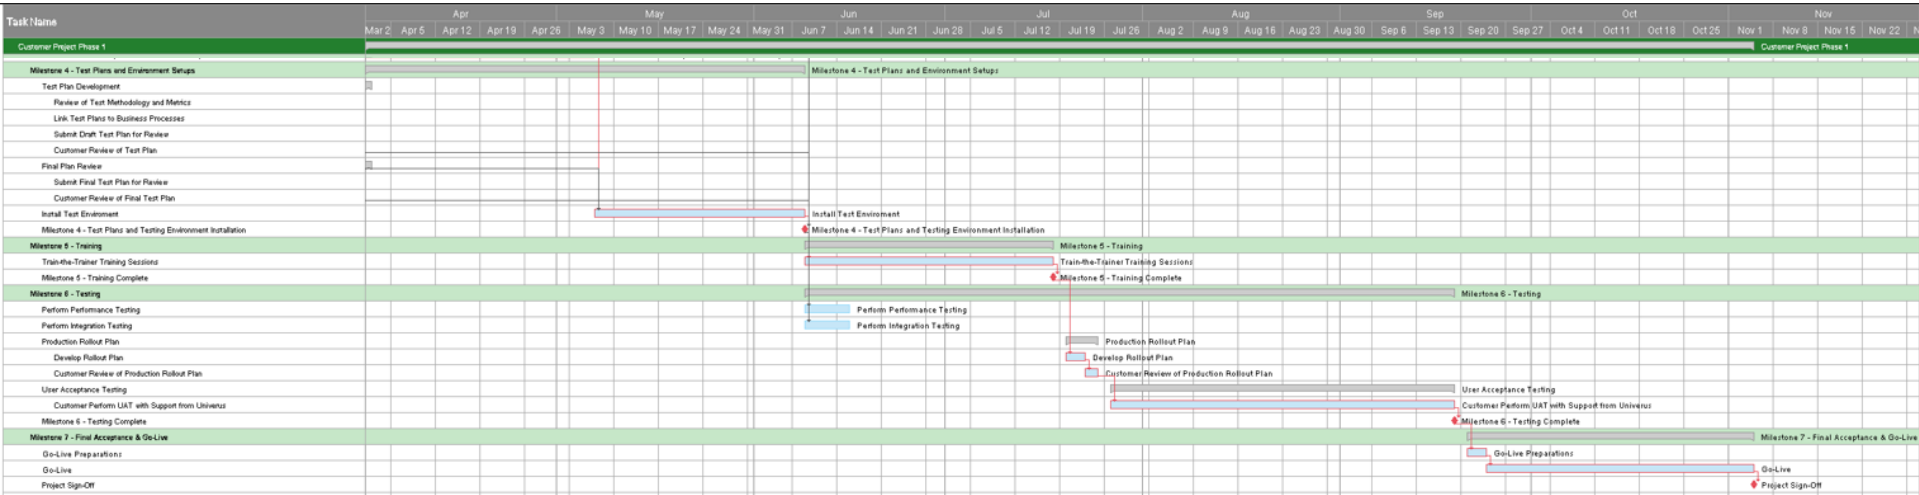 Apr May Jun Jul Aug Sep Oct Nov
Task Name
Mar 2 Apr 5 Apr 12 Apr 19 Apr 26 May 3 May 10 May 17 May 24 May 31 Jun 7 Jun 14 Jun 21 Jun 28 Jul 5 Jul 12 Jul 19 Jul 26 Aug 2 Aug 9 Aug 16 Aug 23 Aug 30 Sep 6 Sep 13 Sep 20 Sep 27 Oct 4 Oct 11 Oct 18 Oct 25 Nov 1 Nov 8 Nov 15 Nov 22 N
Customer Project Phase 1 Customer Project Phase 1
Milestone 4 - Test Plans and Environment Setups Milestone 4 - Test Plans and Environment Setups
Test Plan Development
Review of Test Methodology and Metrics
Link Test Plans to Business Processes
Submit Draft Test Plan for Review
Customer Review of Test Plan
Final Plan Review
Submit Final Test Plan for Review
Customer Review of Final Test Plan
Install Test Enviroment Install Test Enviroment
Milestone 4 - Test Plans and Testing Environment Installation Milestone 4 - Test Plans and Testing Environment Installation
Milestone 5 - Training Milestone 5 - Training
Train-the-Trainer Training Sessions Train-the-Trainer Training Sessions
Milestone 5 - Training Complete Milestone 5 - Training Complete
Milestone 6 - Testing Milestone 6 - Testing
Perform Performance Testing Perform Performance Testing
Perform Integration Testing Perform Integration Testing
Production Rollout Plan Production Rollout Plan
Develop Rollout Plan Develop Rollout Plan
Customer Review of Production Rollout Plan Customer Review of Production Rollout Plan
User Acceptance Testing User Acceptance Testing
Customer Perform UAT with Support from Univerus Customer Perform UAT with Support from Univerus
Milestone 6 - Testing Complete Milestone 6 - Testing Complete
Milestone 7 - Final Acceptance & Go-Live Milestone 7 - Final Acceptance & Go-Live
Go-Live Preparations Go-Live Preparations
Go-Live Go-Live
Project Sign-Off Project Sign-Off